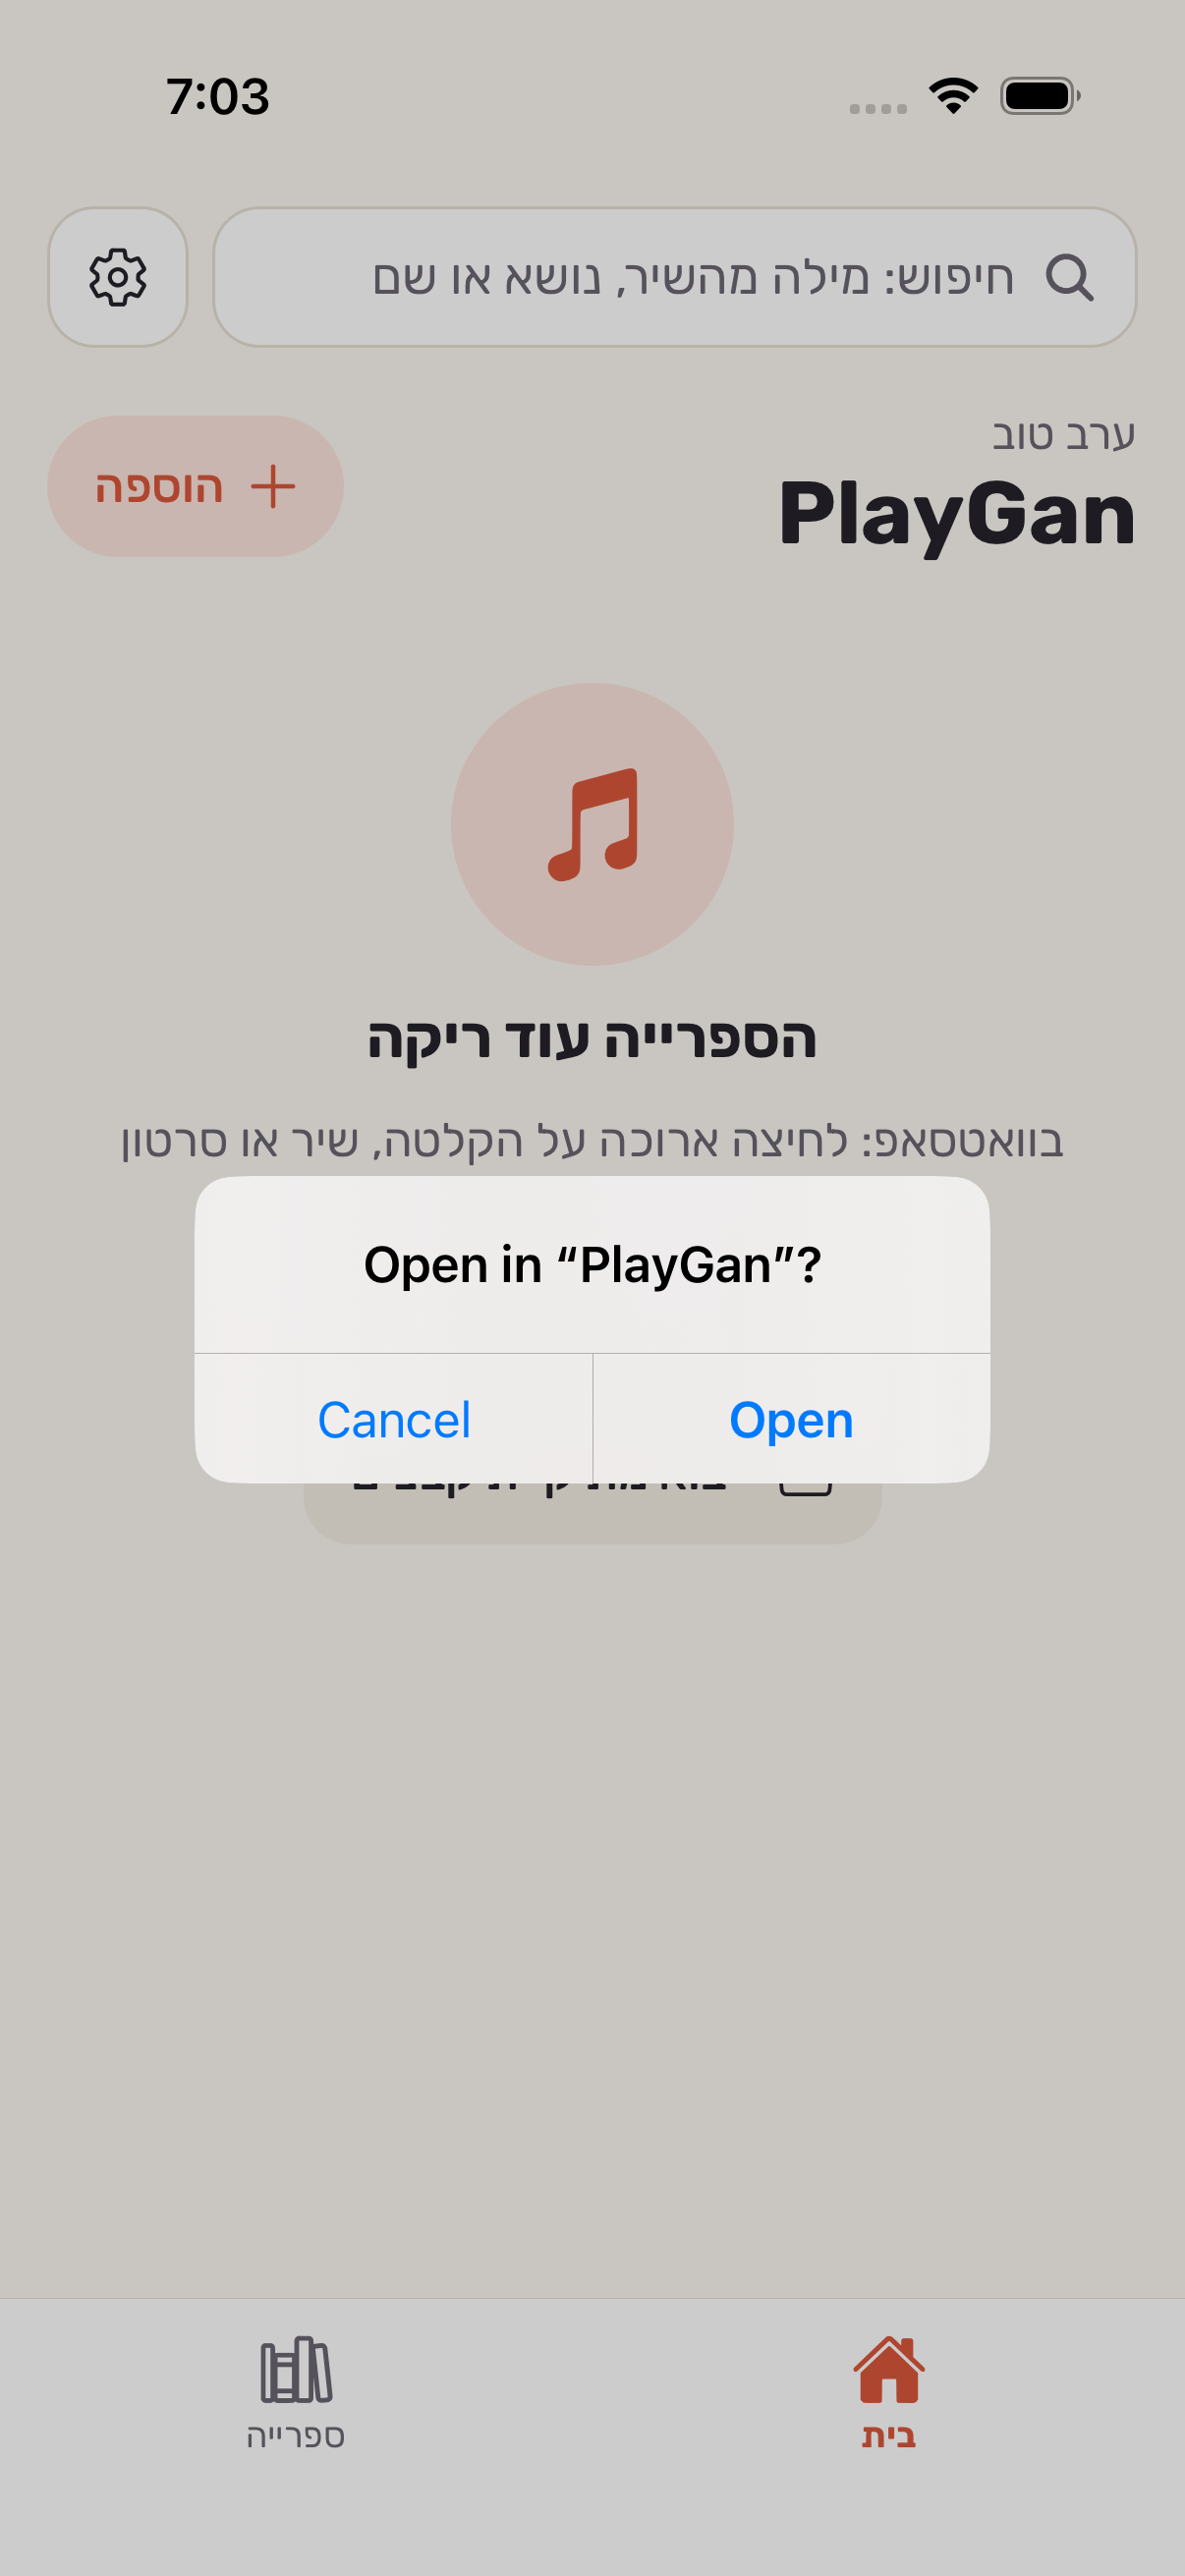 7:03
חיפוש: מילה מהשיר, נושא או שם
ערב טוב
PlayGan
הוספה
הספרייה עוד ריקה
בוואטסאפ: לחיצה ארוכה על הקלטה, שיר או סרטון
Open in “PlayGan”?
Cancel
Open
בית
ספרייה